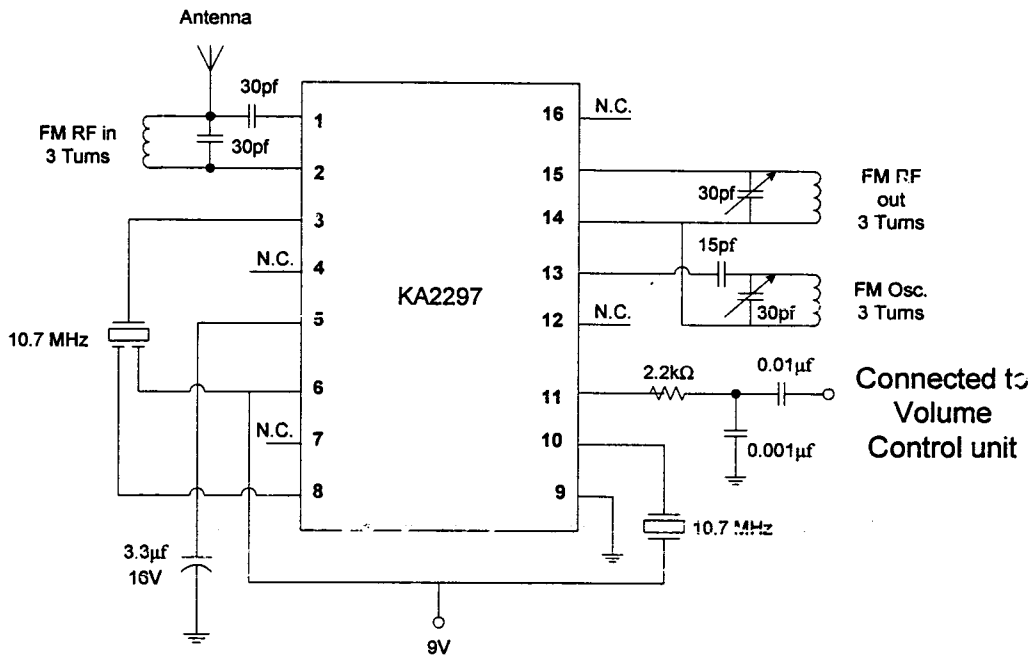 Antenna
30pf
FM RF in
3 Turns
30pf
1
2
3
N.C.
4
5
10.7 MHz
6
N.C.
7
8
3.3µf
16V
KA2297
9V
16
N.C.
15
14
30pf
FM RF
out
3 Turns
15pf
13
FM Osc.
3 Turns
30pf
12
N.C.
2.2kΩ
0.01µf
11
0.001µf
Connected to
Volume
Control unit
10
9
10.7 MHz